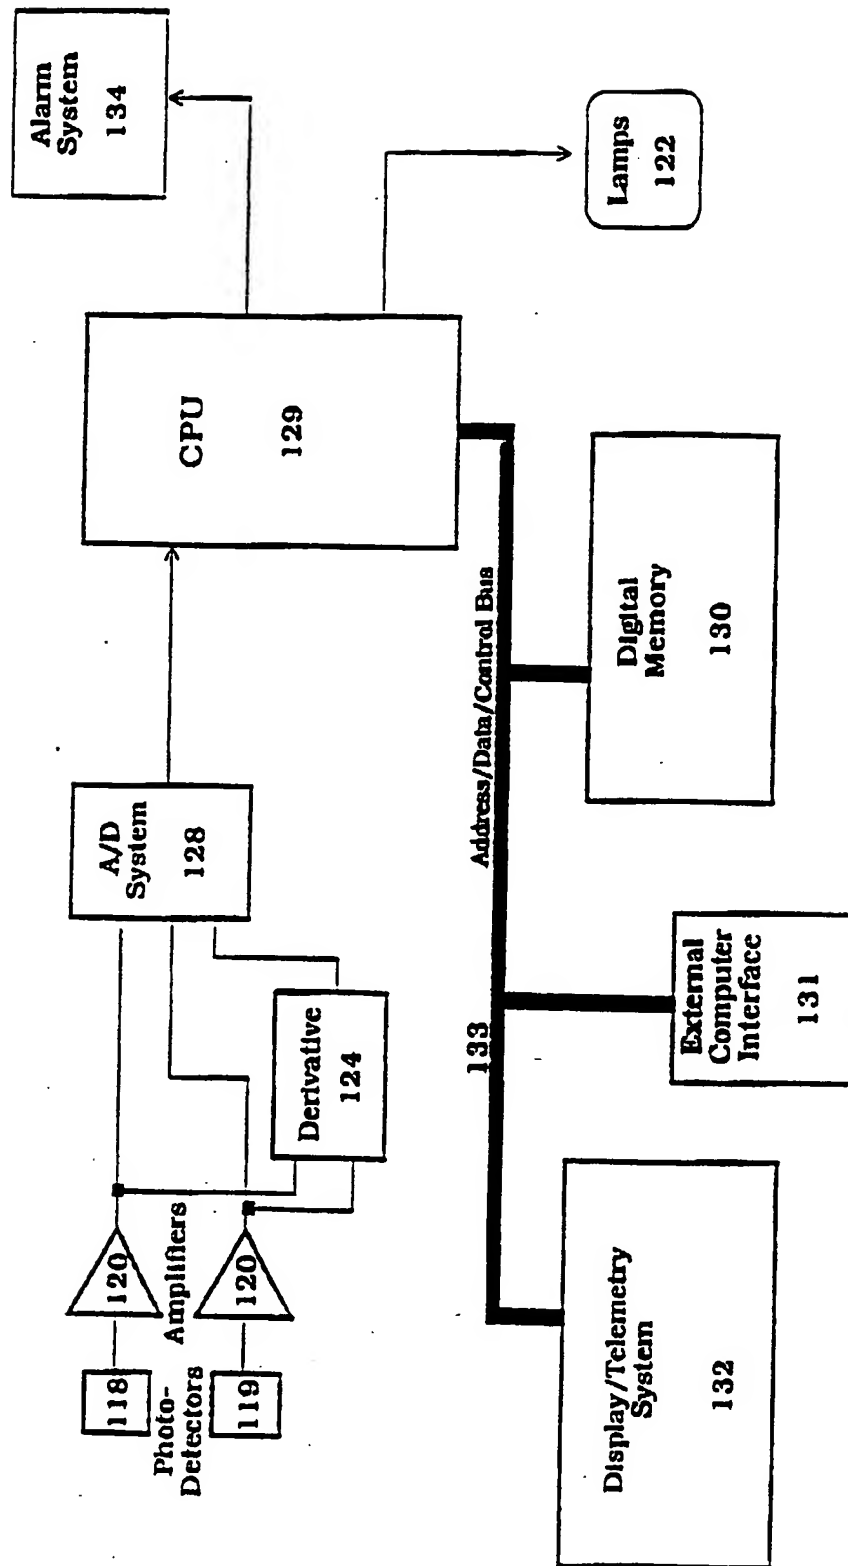 118
Photo-
Detectors
119
120
Amplifiers
120
Derivative
124
A/D
System
128
CPU
129
Alarm
System
134
Lamps
122
133
Address/Data/Control Bus
Display/Telemetry
System
132
External
Computer
Interface
131
Digital
Memory
130